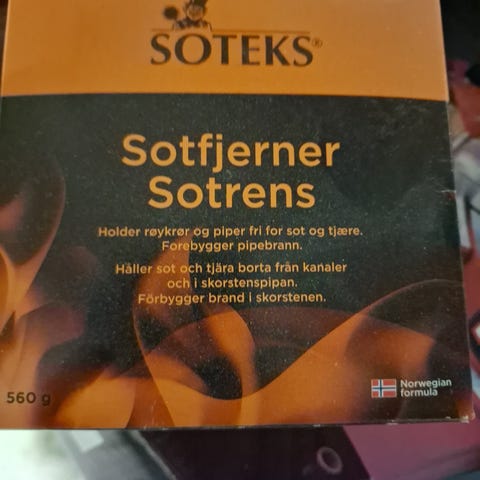 SOTEKS®
Sotfjerner
Sotrens
Holder røykrør og piper fri for sot og tjære.
Forebygger pipebrann.
Håller sot och tjära borta från kanaler
och i skorstenspipan.
Förbygger brand i skorstenen.
560 g
Norwegian
formula